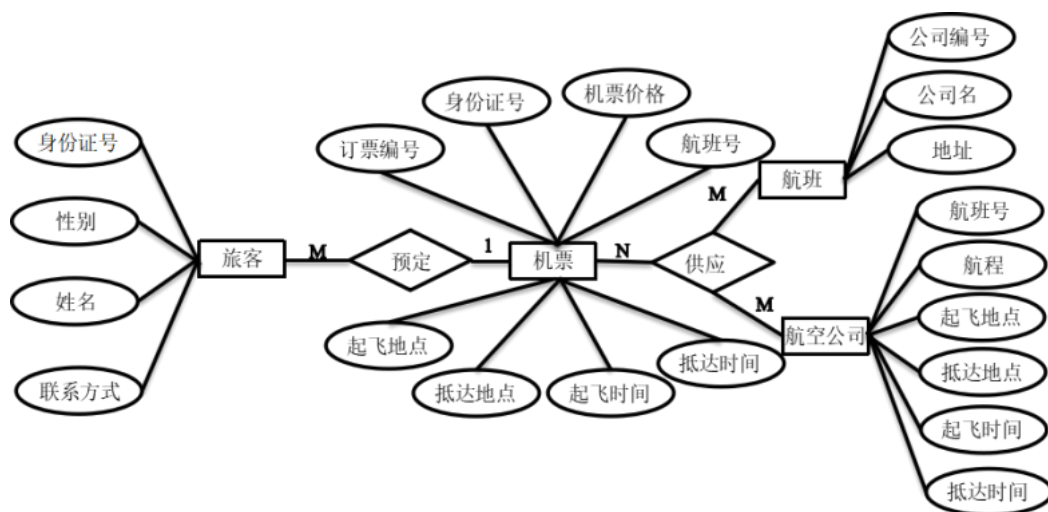 公司编号
公司名
地址
身份证号
机票价格
订票编号
航班号
航班
M
身份证号
性别
姓名
联系方式
旅客
M
预定
1
机票
N
供应
M
航空公司
起飞地点
抵达地点
起飞时间
抵达时间
航班号
航程
起飞地点
抵达地点
起飞时间
抵达时间